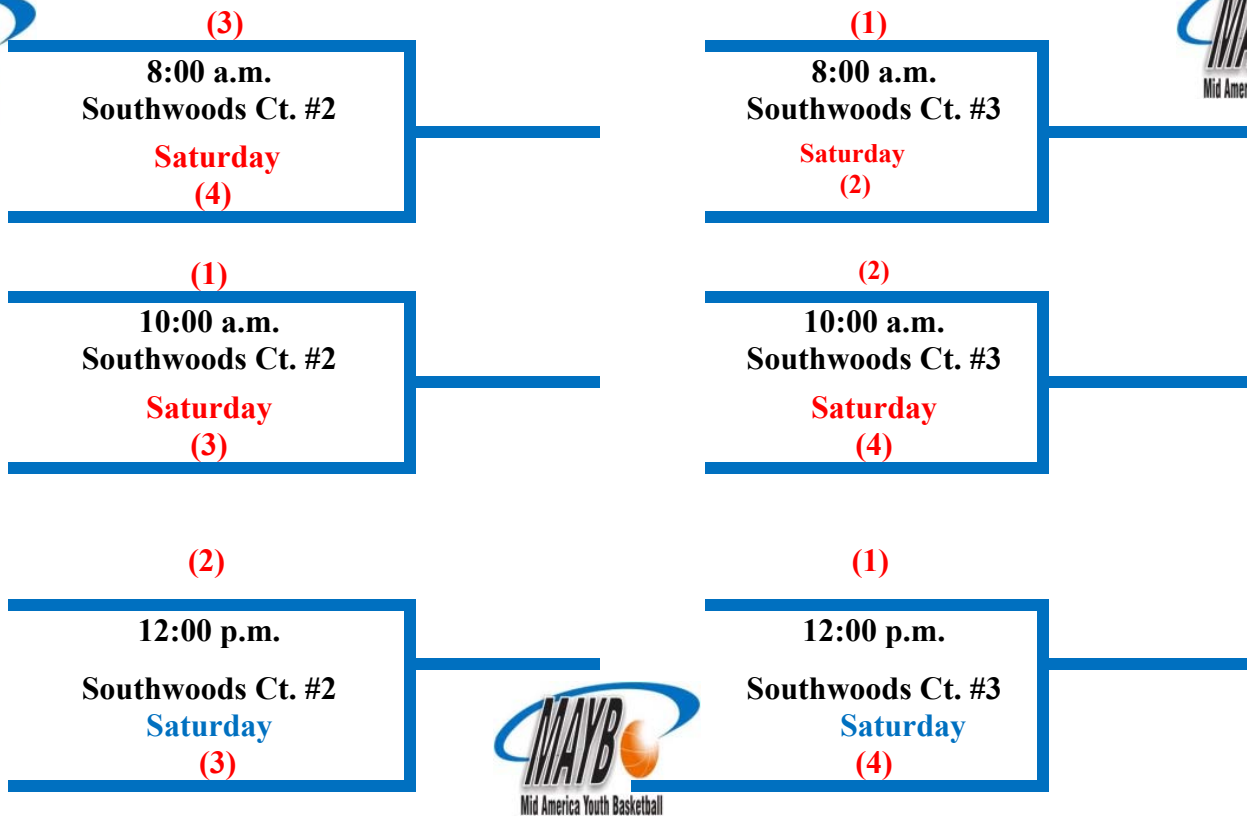 (3)
8:00 a.m.
Southwoods Ct. #2
Saturday
(4)
(1)
8:00 a.m.
Southwoods Ct. #3
Saturday
(2)
(1)
10:00 a.m.
Southwoods Ct. #2
Saturday
(3)
(2)
10:00 a.m.
Southwoods Ct. #3
Saturday
(4)
(2)
12:00 p.m.
Southwoods Ct. #2
Saturday
(3)
(1)
12:00 p.m.
Southwoods Ct. #3
Saturday
(4)
MAYB
Mid America Youth Basketball
Mid